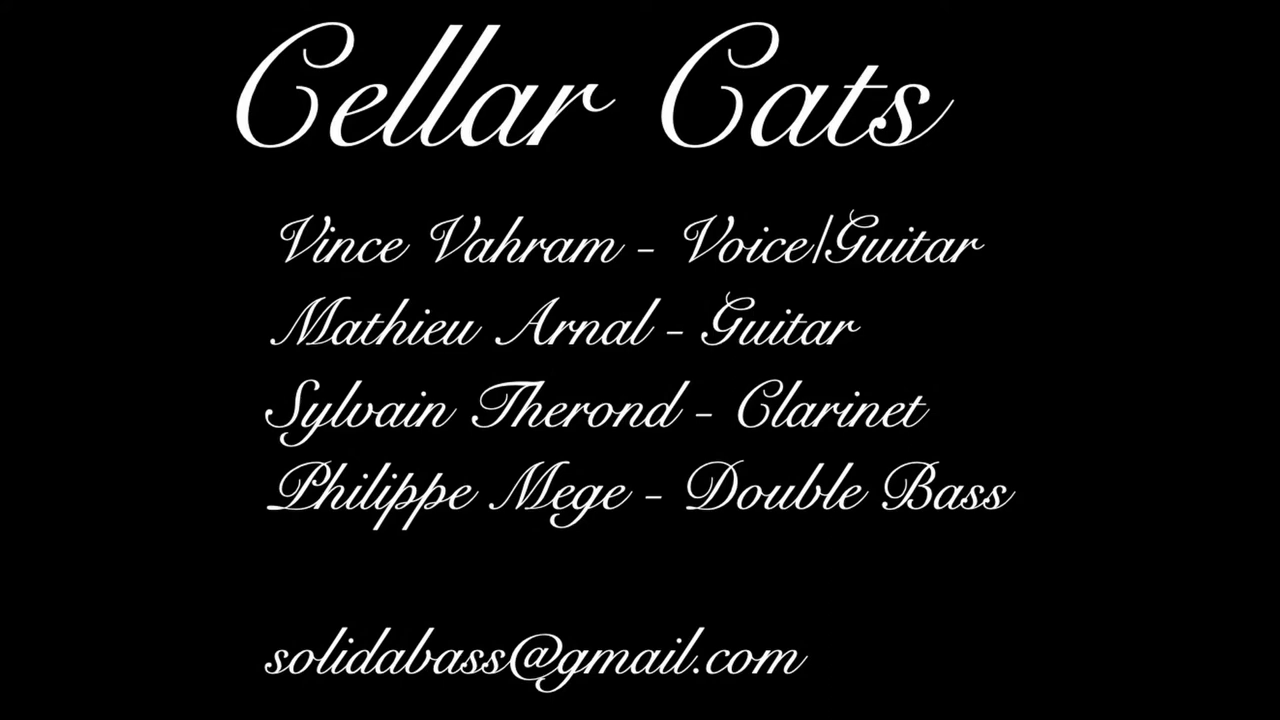 Cellar Cats
Vince Vahram - Voice/Guitar
Mathieu Arnal - Guitar
Sylvain Therond - Clarinet
Philippe Mege - Double Bass
solidabass@gmail.com